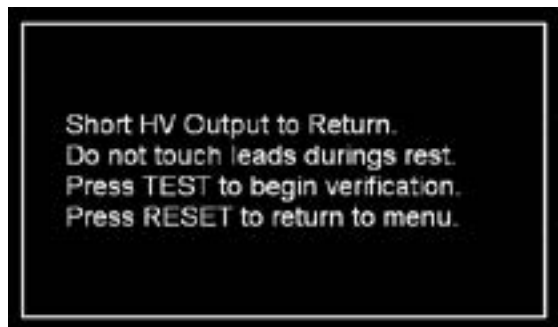 Short HV Output to Return.
Do not touch leads durings rest.
Press TEST to begin verification.
Press RESET to return to menu.